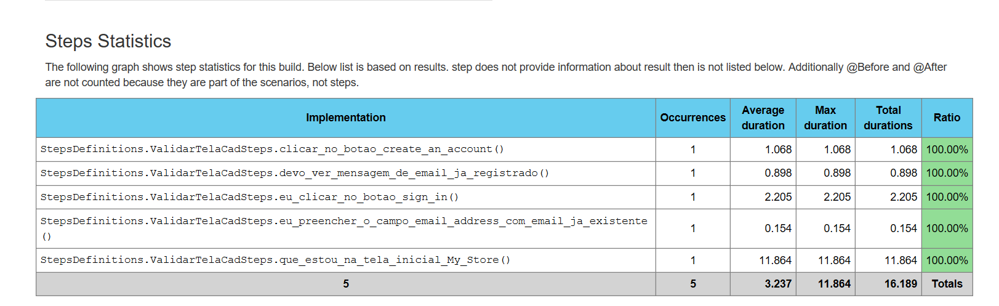 Steps Statistics
The following graph shows step statistics for this build. Below list is based on results. step does not provide information about result then is not listed below. Additionally @Before and @After
are not counted because they are part of the scenarios, not steps.
Implementation Occurrences Average duration Max duration Total durations Ratio
StepsDefinitions.ValidarTelaCadSteps.clicar_no_botao_create_an_account() 1 1.068 1.068 1.068 100.00%
StepsDefinitions.ValidarTelaCadSteps.devo_ver_mensagem_de_email_ja_registrado() 1 0.898 0.898 0.898 100.00%
StepsDefinitions.ValidarTelaCadSteps.eu_clicar_no_botao_sign_in() 1 2.205 2.205 2.205 100.00%
StepsDefinitions.ValidarTelaCadSteps.eu_preencher_o_campo_email_address_com_email_ja_existente
() 1 0.154 0.154 0.154 100.00%
StepsDefinitions.ValidarTelaCadSteps.que_estou_na_tela_inicial_My_Store() 1 11.864 11.864 11.864 100.00%
5 5 3.237 11.864 16.189 Totals